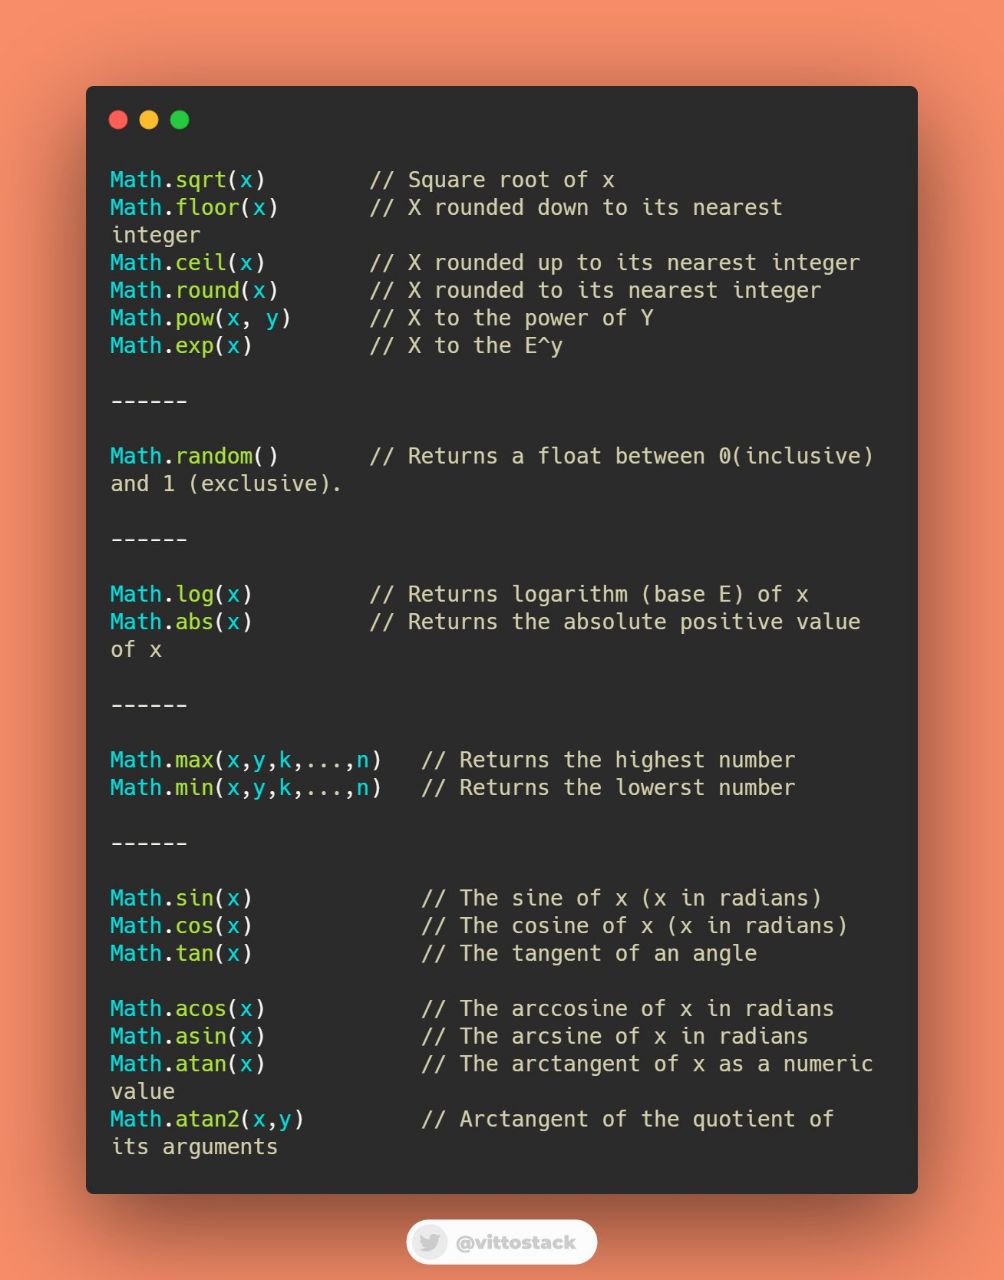 Math.sqrt(x)        // Square root of x
Math.floor(x)       // X rounded down to its nearest
integer
Math.ceil(x)        // X rounded up to its nearest integer
Math.round(x)       // X rounded to its nearest integer
Math.pow(x, y)      // X to the power of Y
Math.exp(x)         // X to the E^y
------
Math.random()       // Returns a float between 0(inclusive)
and 1 (exclusive).
------
Math.log(x)         // Returns logarithm (base E) of x
Math.abs(x)         // Returns the absolute positive value
of x
------
Math.max(x,y,k,...,n)   // Returns the highest number
Math.min(x,y,k,...,n)   // Returns the lowerst number
------
Math.sin(x)             // The sine of x (x in radians)
Math.cos(x)             // The cosine of x (x in radians)
Math.tan(x)             // The tangent of an angle
Math.acos(x)            // The arccosine of x in radians
Math.asin(x)            // The arcsine of x in radians
Math.atan(x)            // The arctangent of x as a numeric
value
Math.atan2(x,y)         // Arctangent of the quotient of
its arguments
@vittostack